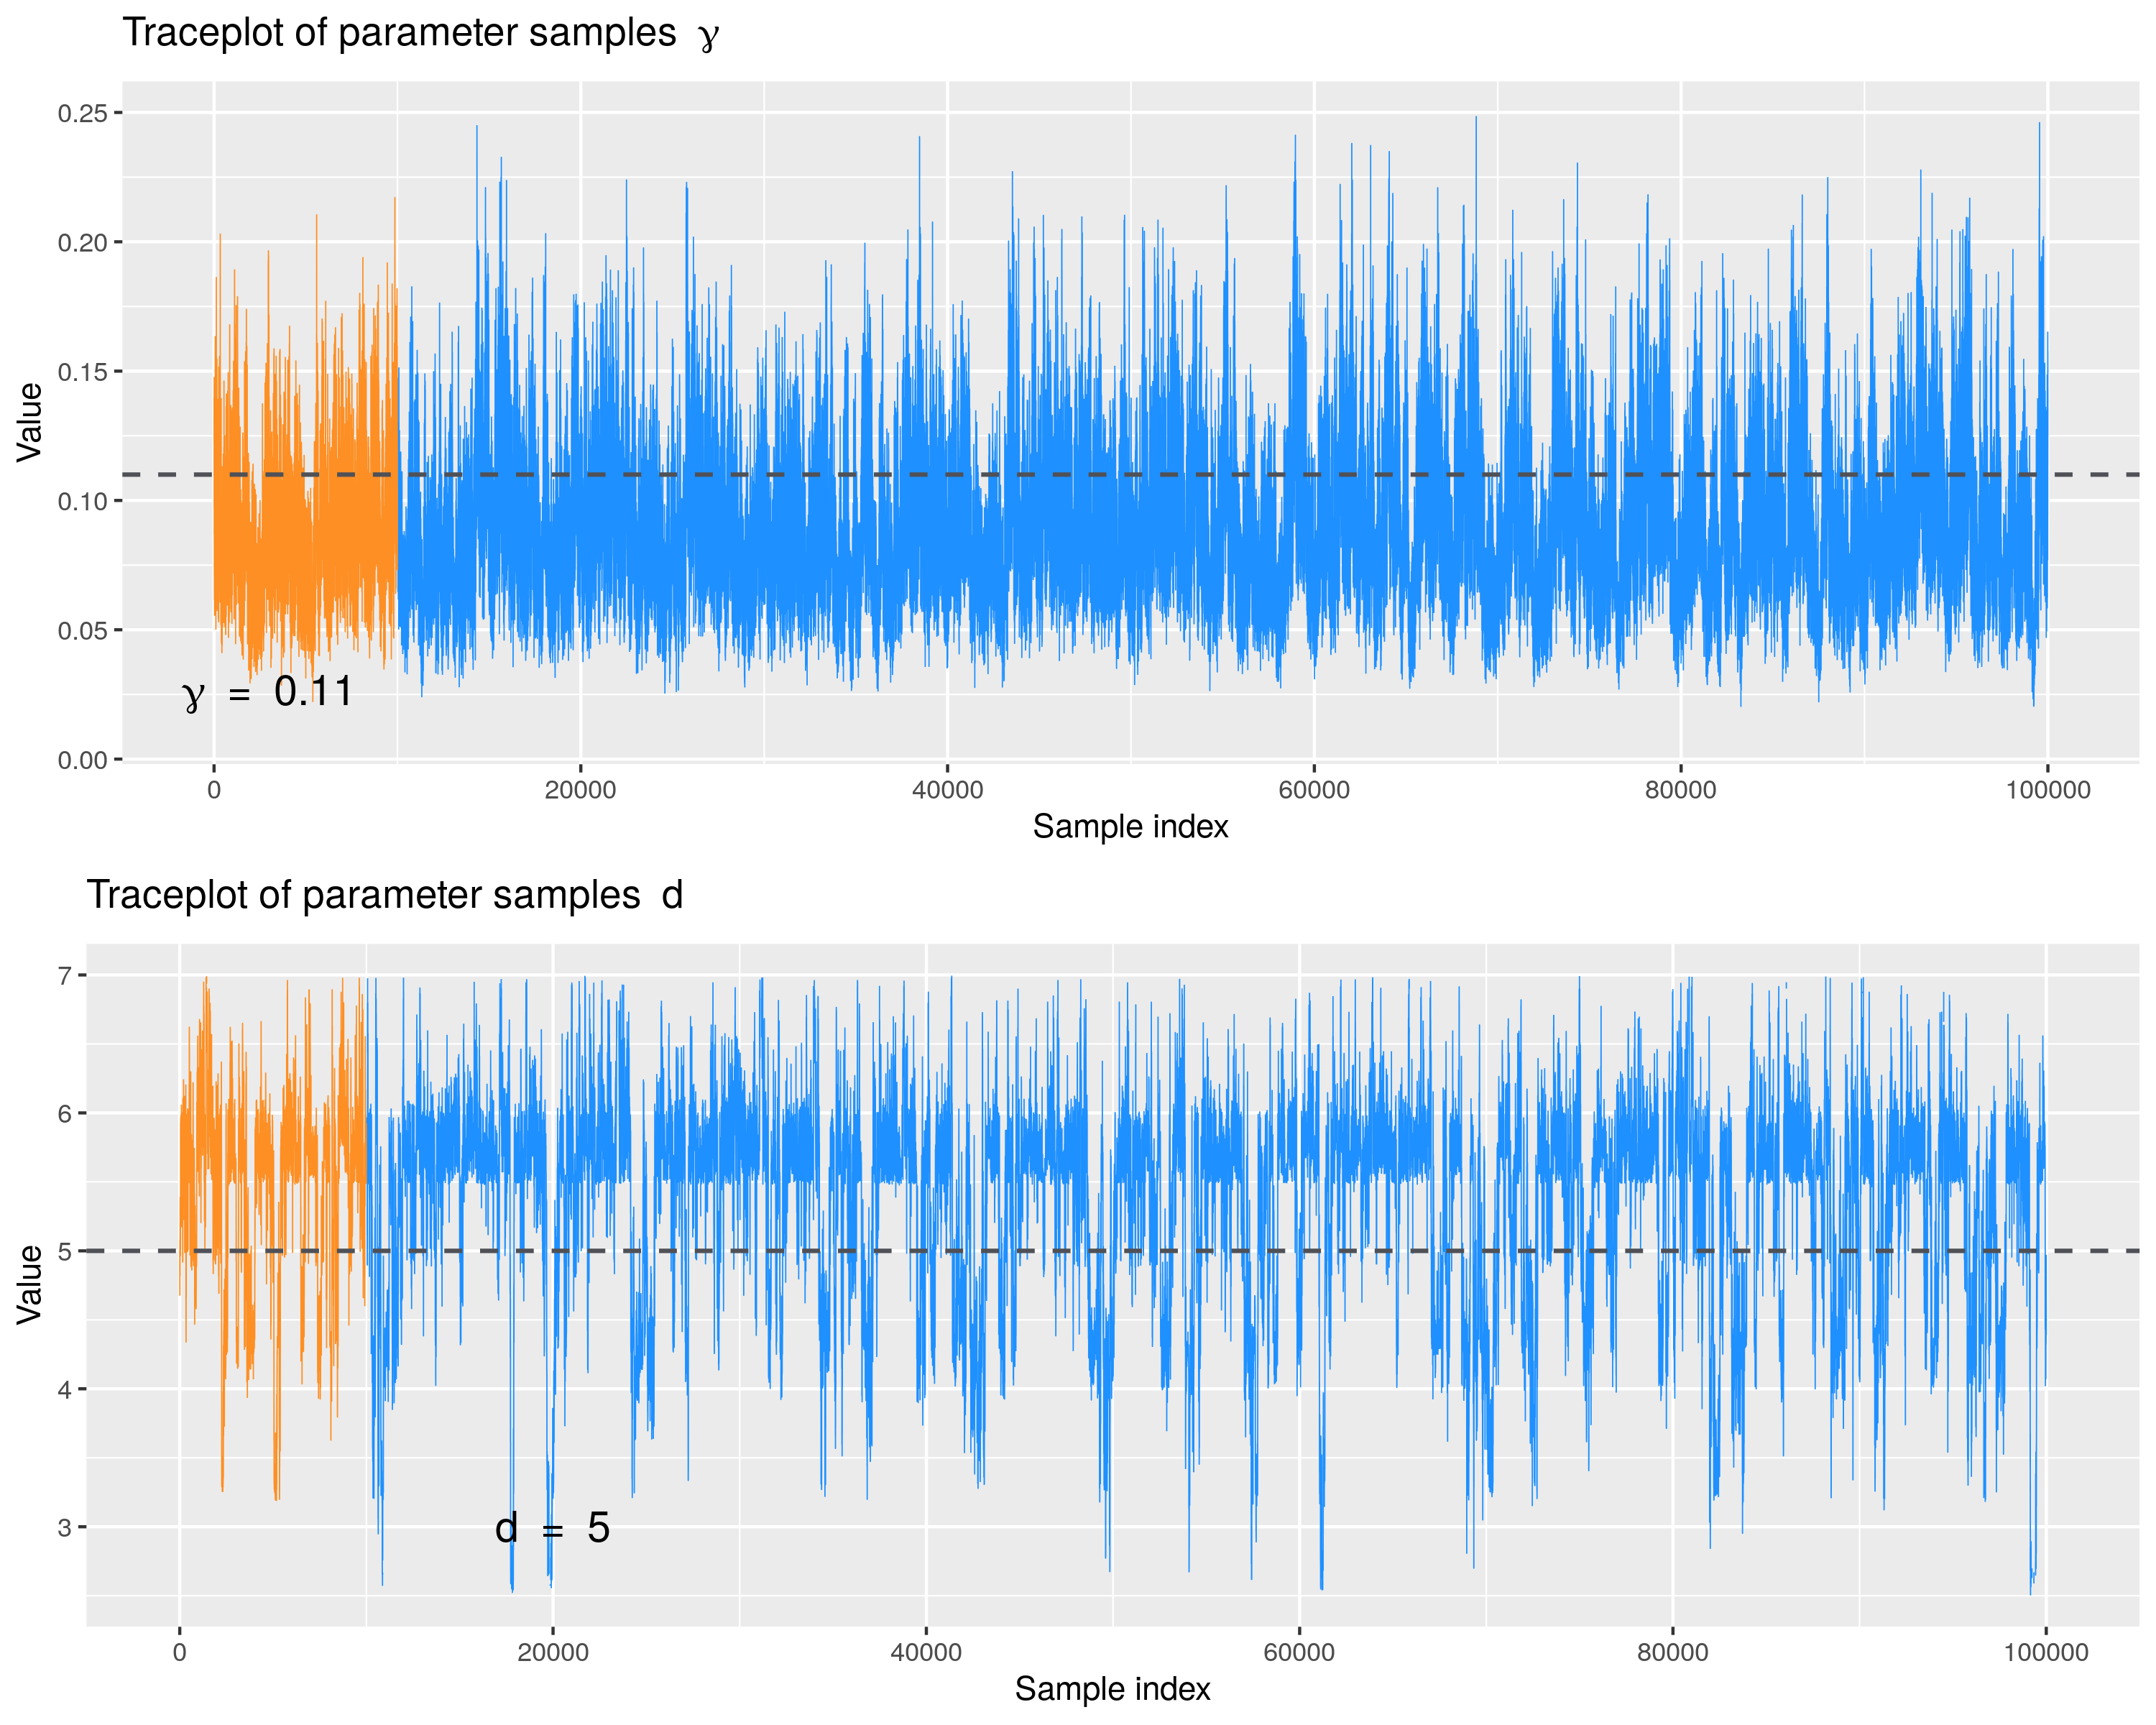 Traceplot of parameter samples γ
Value
0.25
0.20
0.15
0.10
0.05
0.00
γ = 0.11
0 20000 40000 60000 80000 100000
Sample index
Traceplot of parameter samples d
Value
7
6
5
4
3
d = 5
0 20000 40000 60000 80000 100000
Sample index